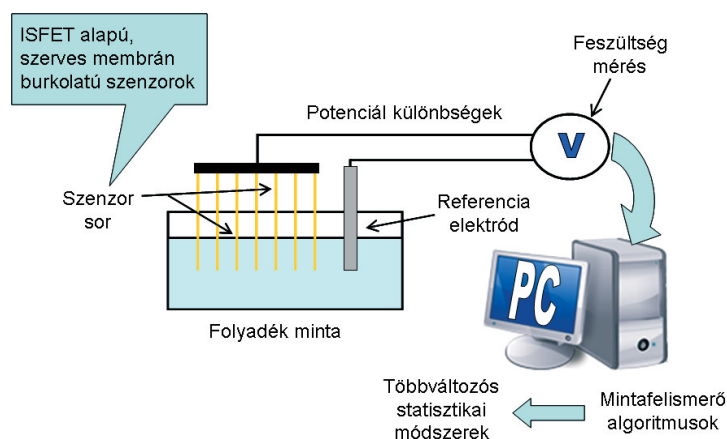 ISFET alapú,
szerves membrán
burkolatú szenzorok
Feszültség
mérés
Potenciál különbségek
V
Szenzor
sor
Referencia
elektród
PC
Folyadék minta
Többváltozós
statisztikai
módszerek
Mintafelismerő
algoritmusok